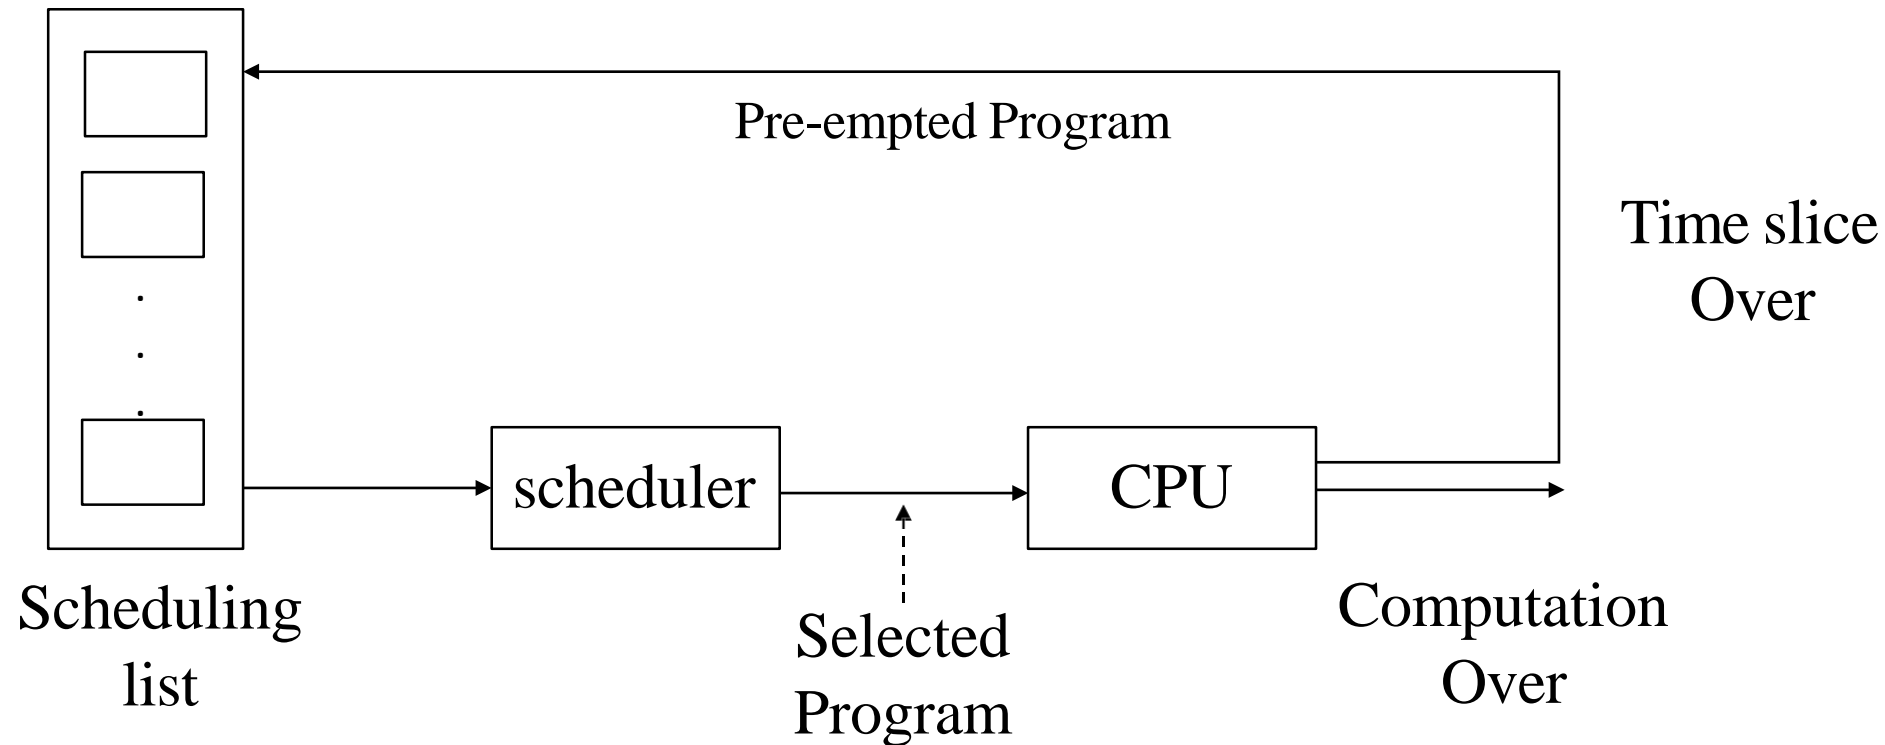 Pre-empted Program
Time slice
Over
scheduler
CPU
Scheduling
list
Selected
Program
Computation
Over